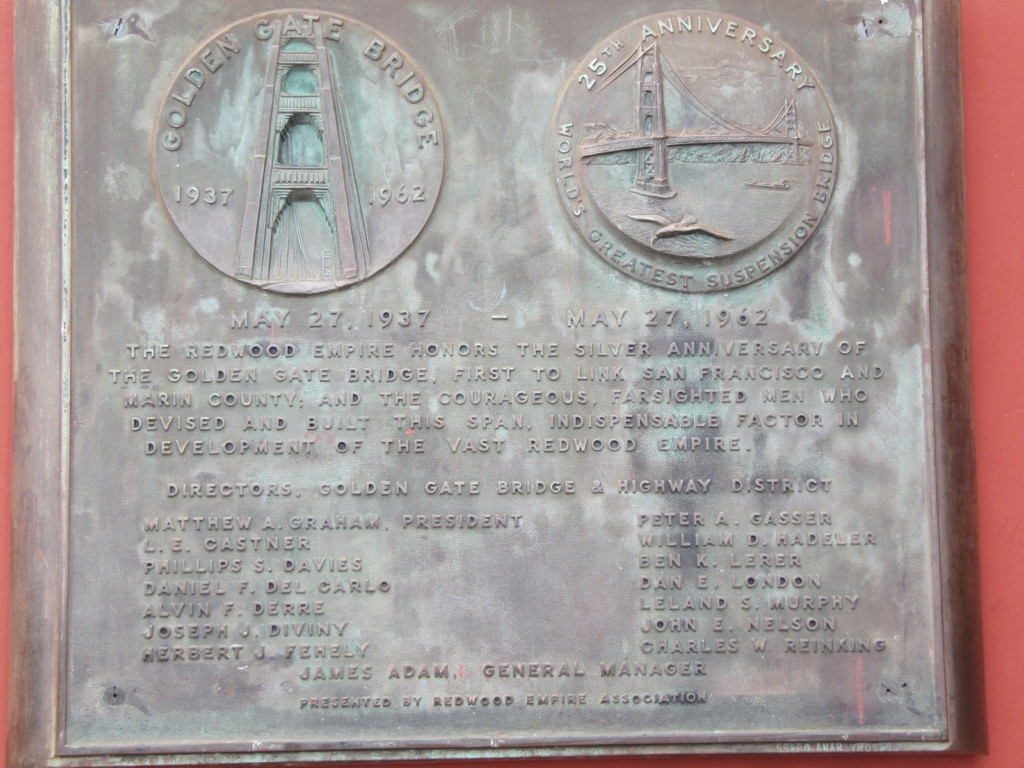 GOLDEN GATE BRIDGE
1937 1962
25TH ANNIVERSARY
WORLD'S GREATEST SUSPENSION BRIDGE
MAY 27, 1937 - MAY 27, 1962
THE REDWOOD EMPIRE HONORS THE SILVER ANNIVERSARY OF
THE GOLDEN GATE BRIDGE, FIRST TO LINK SAN FRANCISCO AND
MARIN COUNTY, AND THE COURAGEOUS, FARSIGHTED MEN WHO
DEVISED AND BUILT THIS SPAN, INDISPENSABLE FACTOR IN
DEVELOPMENT OF THE VAST REDWOOD EMPIRE.
DIRECTORS, GOLDEN GATE BRIDGE & HIGHWAY DISTRICT
MATTHEW A. GRAHAM, PRESIDENT
L. E. CASTNER
PHILLIPS S. DAVIES
DANIEL F. DEL CARLO
ALVIN F. DERRE
JOSEPH J. DIVINY
HERBERT J. FEHELY
PETER A. GASSER
WILLIAM D. HADELER
BEN K. LERER
DAN E. LONDON
LELAND S. MURPHY
JOHN E. NELSON
CHARLES W. REINKING
JAMES ADAM, GENERAL MANAGER
PRESENTED BY REDWOOD EMPIRE ASSOCIATION